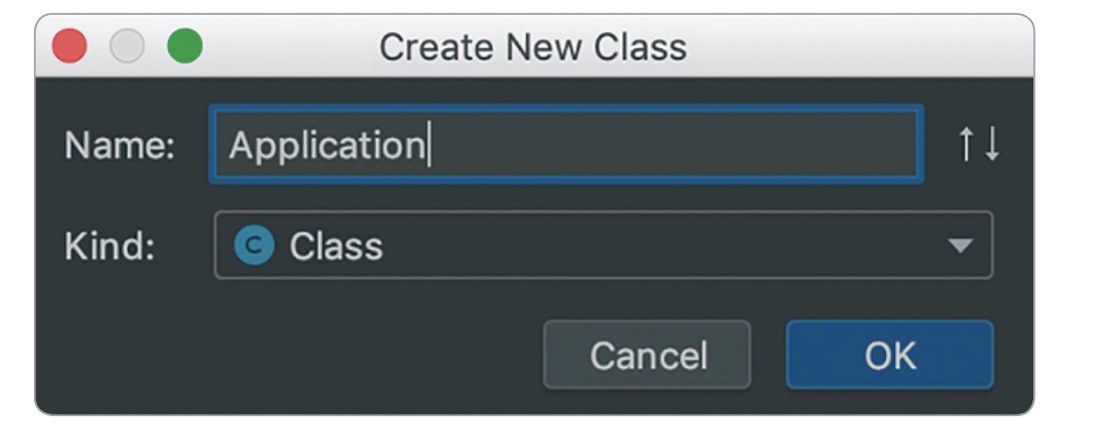 Create New Class
Name: Application ↑↓
Kind: C Class
Cancel OK